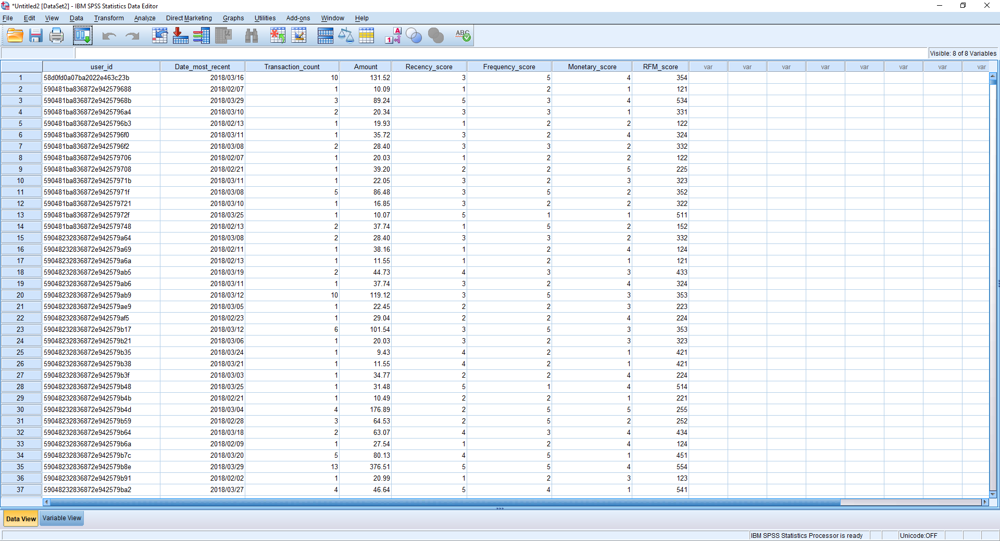 *Untitled2 [DataSet2] - IBM SPSS Statistics Data Editor
File Edit View Data Transform Analyze Direct Marketing Graphs Utilities Add-ons Window Help
Visible: 8 of 8 Variables
user_id Date_most_recent Transaction_count Amount Recency_score Frequency_score Monetary_score RFM_score var var var var var var var var
1 58d0fd0a07ba2022e463c23b 2018/03/16 10 131.52 3 5 4 354
2 590481ba836872e942579688 2018/02/07 1 10.09 1 2 1 121
3 590481ba836872e94257968b 2018/03/29 3 89.24 5 3 4 534
4 590481ba836872e9425796a4 2018/03/10 2 20.34 3 3 1 331
5 590481ba836872e9425796b3 2018/02/13 1 19.93 1 2 2 122
6 590481ba836872e9425796f0 2018/03/11 1 35.72 3 2 4 324
7 590481ba836872e9425796f2 2018/03/08 2 28.40 3 3 2 332
8 590481ba836872e942579706 2018/02/07 1 20.03 1 2 2 122
9 590481ba836872e942579708 2018/02/21 1 39.20 2 2 5 225
10 590481ba836872e94257971b 2018/03/11 1 22.05 3 2 3 323
11 590481ba836872e94257971f 2018/03/08 5 86.48 3 5 2 352
12 590481ba836872e942579721 2018/03/10 1 16.85 3 2 2 322
13 590481ba836872e94257972f 2018/03/25 1 10.07 5 1 1 511
14 590481ba836872e942579748 2018/02/13 2 37.74 1 5 2 152
15 59048232836872e942579a64 2018/03/08 2 28.40 3 3 2 332
16 59048232836872e942579a69 2018/02/11 1 38.16 1 2 4 124
17 59048232836872e942579a6a 2018/02/13 1 11.55 1 2 1 121
18 59048232836872e942579ab5 2018/03/19 2 44.73 4 3 3 433
19 59048232836872e942579ab6 2018/03/11 1 37.74 3 2 4 324
20 59048232836872e942579ab9 2018/03/12 10 119.12 3 5 3 353
21 59048232836872e942579ae9 2018/03/05 1 22.45 2 2 3 223
22 59048232836872e942579af5 2018/02/23 1 29.04 2 2 4 224
23 59048232836872e942579b17 2018/03/12 6 101.54 3 5 3 353
24 59048232836872e942579b21 2018/03/06 1 20.03 3 2 3 323
25 59048232836872e942579b35 2018/03/24 1 9.43 4 2 1 421
26 59048232836872e942579b38 2018/03/21 1 11.55 4 2 1 421
27 59048232836872e942579b3f 2018/03/03 1 34.77 2 2 4 224
28 59048232836872e942579b48 2018/03/25 1 31.48 5 1 4 514
29 59048232836872e942579b4b 2018/02/21 1 10.49 2 2 1 221
30 59048232836872e942579b4d 2018/03/04 4 176.89 2 5 5 255
31 59048232836872e942579b59 2018/02/28 3 64.53 2 5 2 252
32 59048232836872e942579b64 2018/03/18 2 63.07 4 3 4 434
33 59048232836872e942579b6a 2018/02/09 1 27.54 1 2 4 124
34 59048232836872e942579b7c 2018/03/20 5 80.13 4 5 1 451
35 59048232836872e942579b8e 2018/03/29 13 376.51 5 5 4 554
36 59048232836872e942579b91 2018/02/02 1 20.99 1 2 3 123
37 59048232836872e942579ba2 2018/03/27 4 46.64 5 4 1 541
Data View Variable View
IBM SPSS Statistics Processor is ready Unicode:OFF